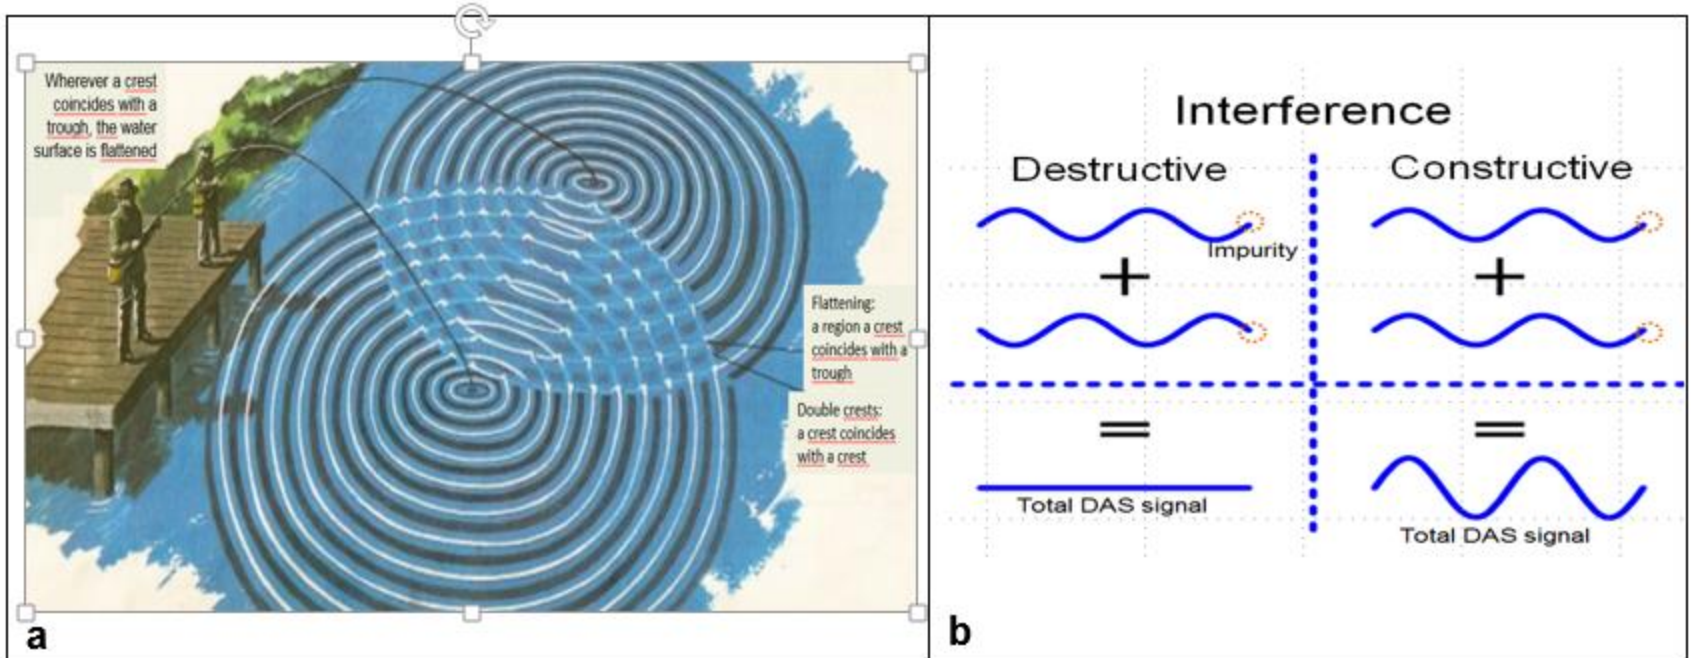 Wherever a crest
coincides with a
trough, the water
surface is flattened
Flattening:
a region a crest
coincides with a
trough
Double crests:
a crest coincides
with a crest
a
Interference
Destructive
Constructive
Impurity
+
+
=
=
Total DAS signal
Total DAS signal
b